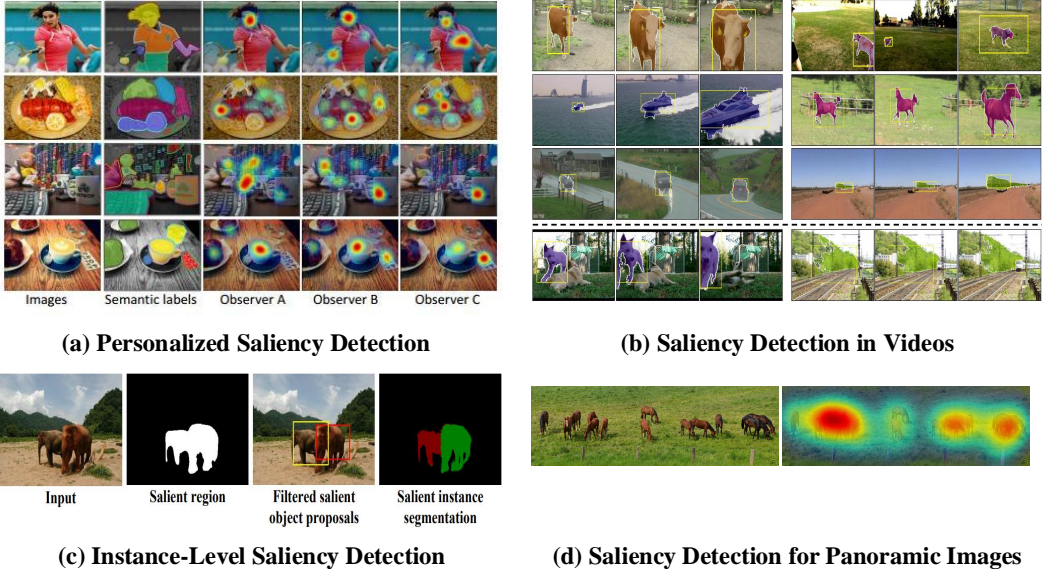 Images
Semantic labels
Observer A
Observer B
Observer C
(a) Personalized Saliency Detection
(b) Saliency Detection in Videos
Input
Salient region
Filtered salient
object proposals
Salient instance
segmentation
(c) Instance-Level Saliency Detection
(d) Saliency Detection for Panoramic Images